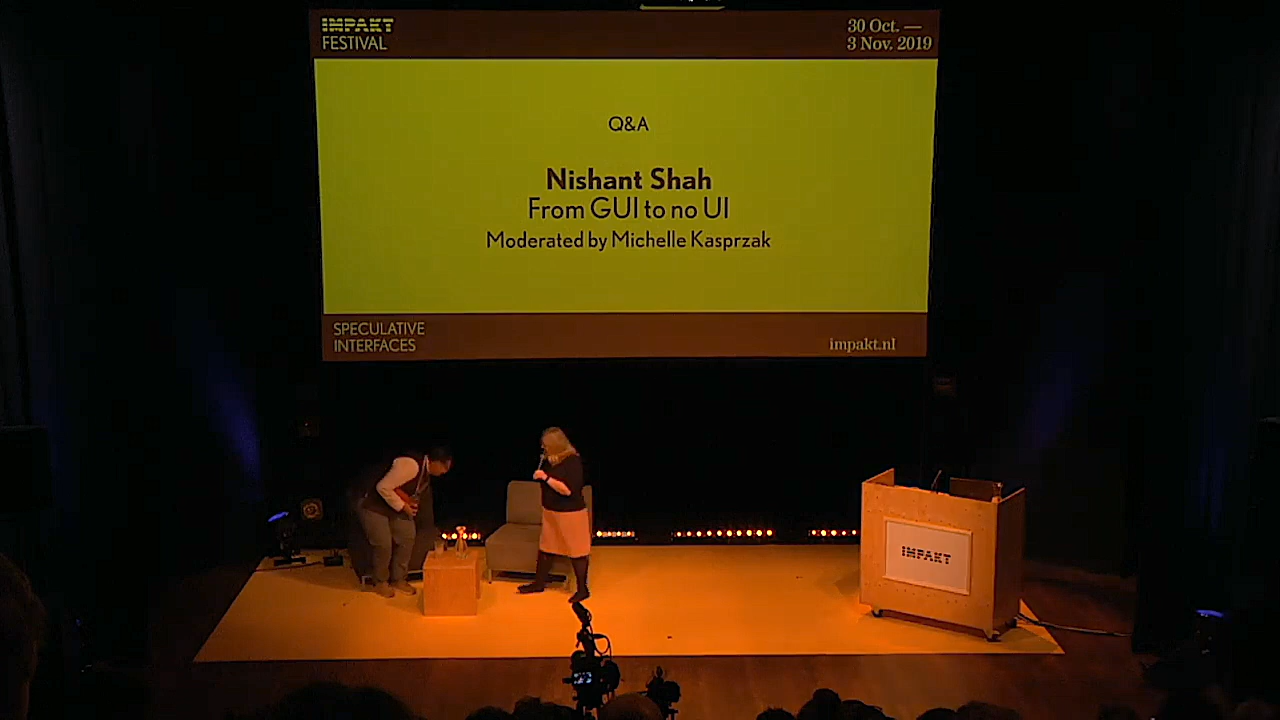 IMPAKT
FESTIVAL
30 Oct. —
3 Nov. 2019
Q&A
Nishant Shah
From GUI to no UI
Moderated by Michelle Kasprzak
SPECULATIVE
INTERFACES
impakt.nl
IMPAKT